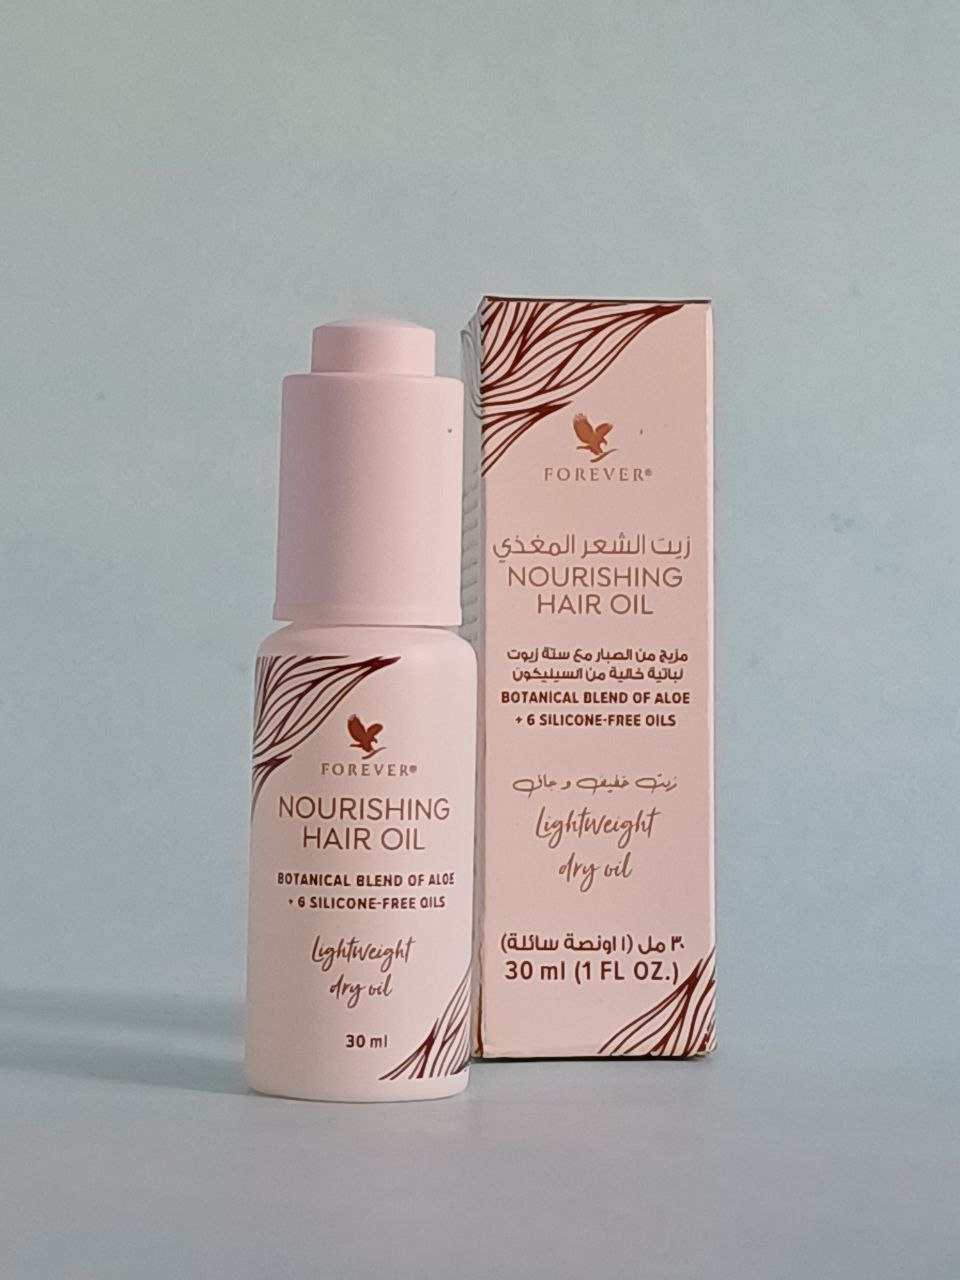 FOREVER®
NOURISHING
HAIR OIL
BOTANICAL BLEND OF ALOE
+ 6 SILICONE-FREE OILS
Lightweight
dry oil
30 ml
FOREVER®
زيت الشعر المغذي
NOURISHING
HAIR OIL
مزيج من الصبار مع ستة زيوت
نباتية خالية من السيليكون
BOTANICAL BLEND OF ALOE
+ 6 SILICONE-FREE OILS
زيت خفيف و جاف
Lightweight
dry oil
٣٠ مل (١ اونصة سائلة)
30 ml (1 FL OZ.)